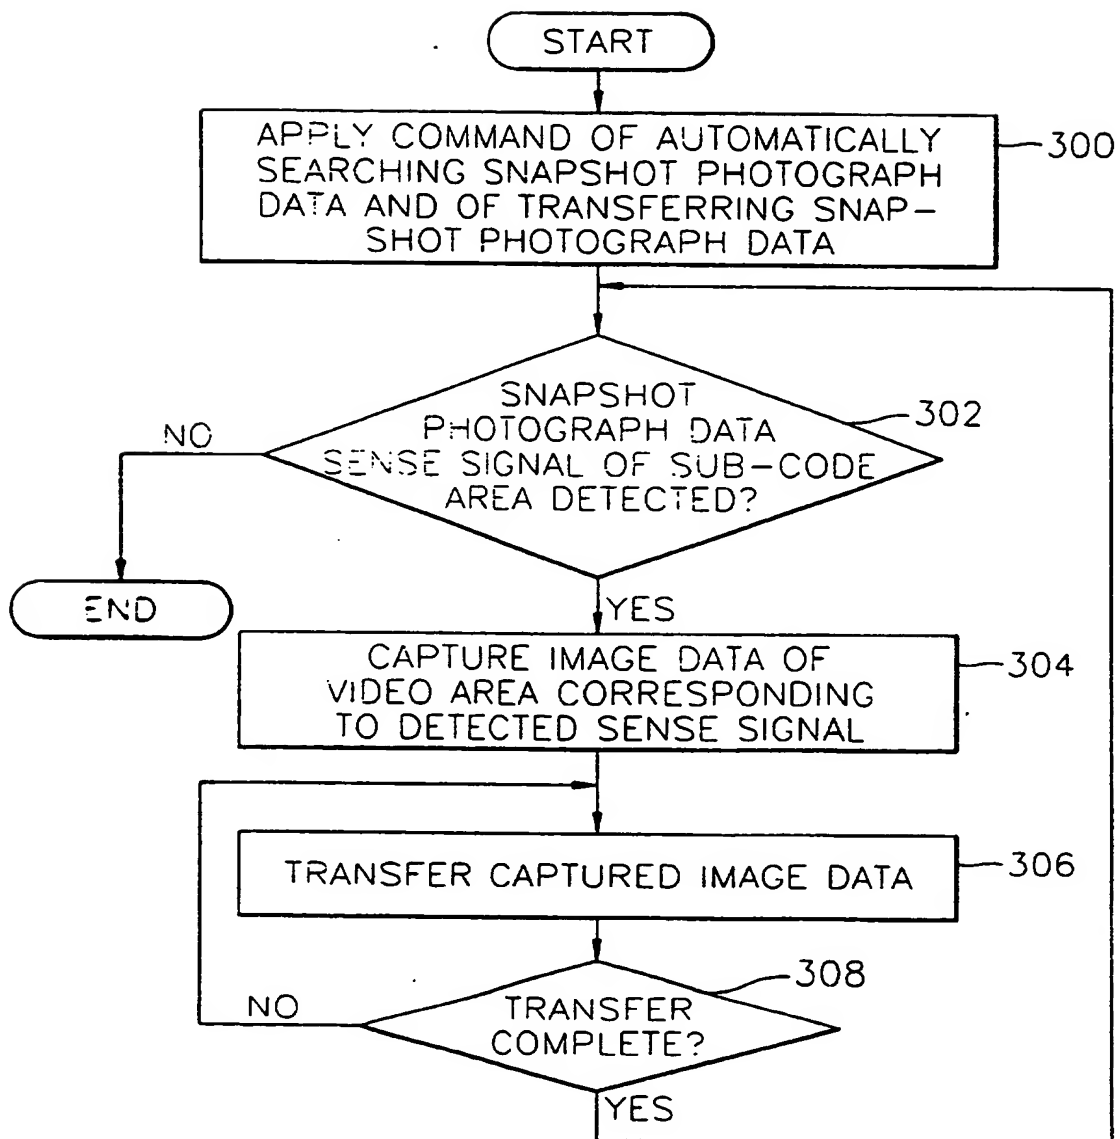 START
APPLY COMMAND OF AUTOMATICALLY
SEARCHING SNAPSHOT PHOTOGRAPH
DATA AND OF TRANSFERRING SNAP-
SHOT PHOTOGRAPH DATA
300
SNAPSHOT
PHOTOGRAPH DATA
SENSE SIGNAL OF SUB-CODE
AREA DETECTED?
302
NO
END
YES
CAPTURE IMAGE DATA OF
VIDEO AREA CORRESPONDING
TO DETECTED SENSE SIGNAL
304
TRANSFER CAPTURED IMAGE DATA
306
TRANSFER
COMPLETE?
308
NO
YES